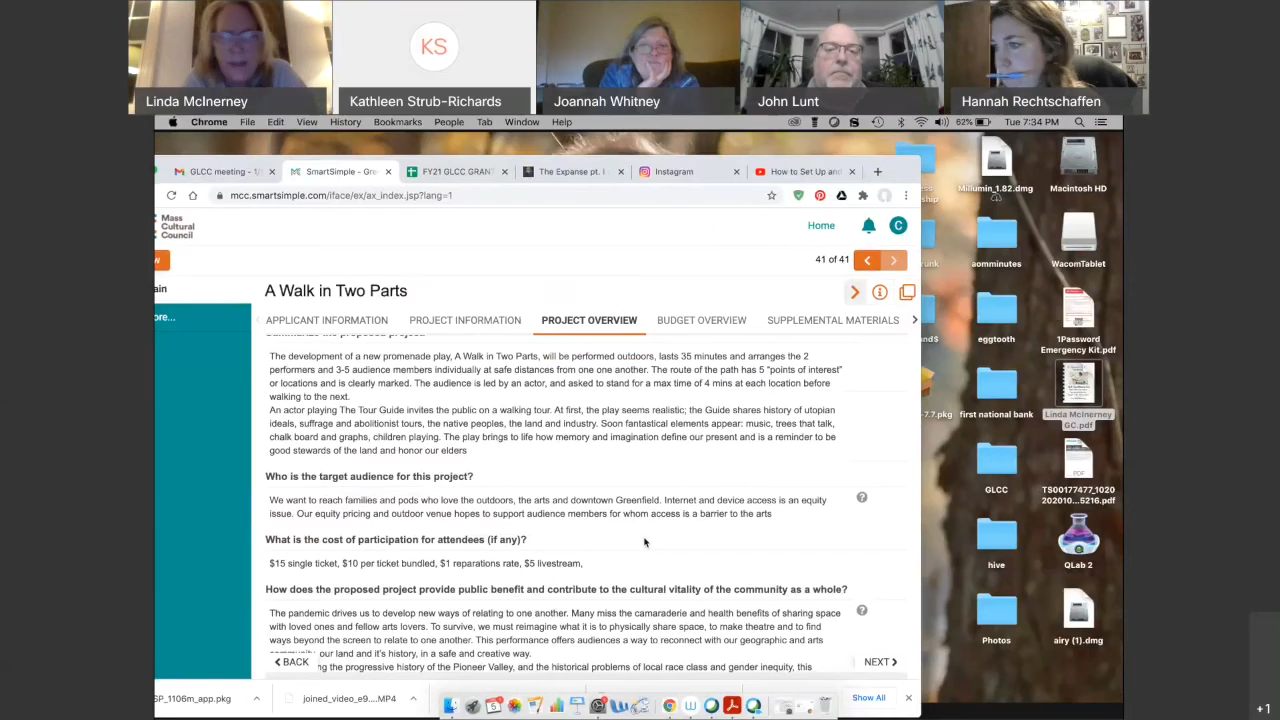 KS
Linda McInerney
Kathleen Strub-Richards
Joannah Whitney
John Lunt
Hannah Rechtschaffen
Chrome File Edit View History Bookmarks People Tab Window Help
62% Tue 7:34 PM
GLCC meeting - 1/
SmartSimple - Gre
FY21 GLCC GRANT
The Expanse pt. I
Instagram
How to Set Up and
mcc.smartsimple.com/iface/ex/ax_index.jsp?lang=1
Mass
Cultural
Council
Home
C
41 of 41
A Walk in Two Parts
APPLICANT INFORMATION
PROJECT INFORMATION
PROJECT OVERVIEW
BUDGET OVERVIEW
SUPPLEMENTAL MATERIALS
The development of a new promenade play, A Walk in Two Parts, will be performed outdoors, lasts 35 minutes and arranges the 2
performers and 3-5 audience members individually at safe distances from one one another. The route of the path has 5 "points of interest"
or locations and is clearly marked. The audience is led by an actor, and asked to stand for a max time of 4 mins at each location before
walking to the next.
An actor playing The Tour Guide invites the public on a walking tour. At first, the play seems realistic; the Guide shares history of utopian
ideals, suffrage and abolitionist tours, the native peoples, the land and industry. Soon fantastical elements appear: music, trees that talk,
chalk board and graphs, children playing. The play brings to life how memory and imagination define our present and is a reminder to be
good stewards of the land and honor our elders
Who is the target audience for this project?
We want to reach families and pods who love the outdoors, the arts and downtown Greenfield. Internet and device access is an equity
issue. Our equity pricing and outdoor venue hopes to support audience members for whom access is a barrier to the arts
What is the cost of participation for attendees (if any)?
$15 single ticket, $10 per ticket bundled, $1 reparations rate, $5 livestream,
How does the proposed project provide public benefit and contribute to the cultural vitality of the community as a whole?
The pandemic drives us to develop new ways of relating to one another. Many miss the camaraderie and health benefits of sharing space
with loved ones and fellow arts lovers. To survive, we must reimagine what it is to physically share space, to make theatre and to find
ways beyond the screen to relate to one another. This performance offers audiences a way to reconnect with our geographic and arts
our land and it's history, in a safe and creative way.
ng the progressive history of the Pioneer Valley, and the historical problems of local race class and gender inequity, this
BACK
NEXT
ain
ore...
w
SP_1106m_app.pkg
joined_video_e9....MP4
Show All
Millumin_1.82.dmg
Macintosh HD
ship
runk
aomminutes
WacomTablet
and$
eggtooth
1Password
Emergency Kit.pdf
-7.7.pkg
first national bank
Linda McInerney
GC.pdf
GLCC
PDF
TS00177477_1020
202010...5216.pdf
hive
QLab 2
Photos
airy (1).dmg
+1